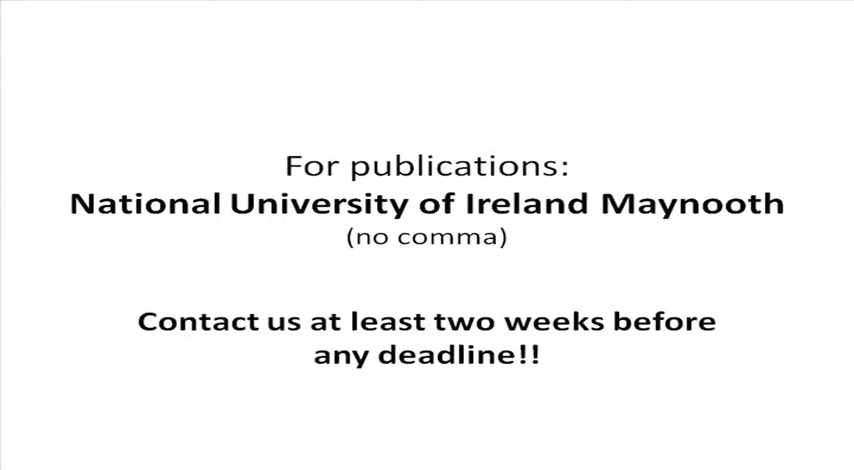 For publications:
National University of Ireland Maynooth
(no comma)
Contact us at least two weeks before
any deadline!!